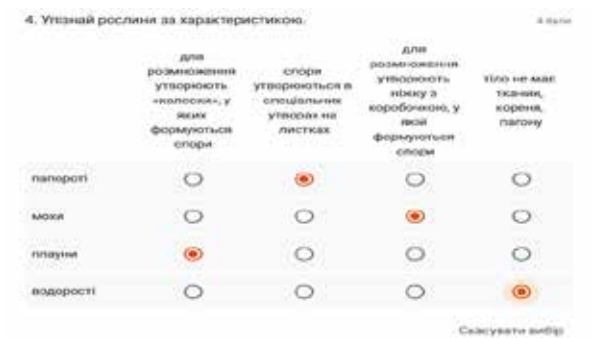 4. Упізнай рослини за характеристикою.
4 бали
для
розмноження
утворюють
«колоски», у
яких
формуються
спори
спори
утворюються в
спеціальних
утворах на
листках
для
розмноження
утворюють
ніжку з
коробочкою, у
якій
формуються
спори
тіло не має
тканин,
кореня,
пагону
папороті
мохи
плауни
водорості
Скасувати вибір